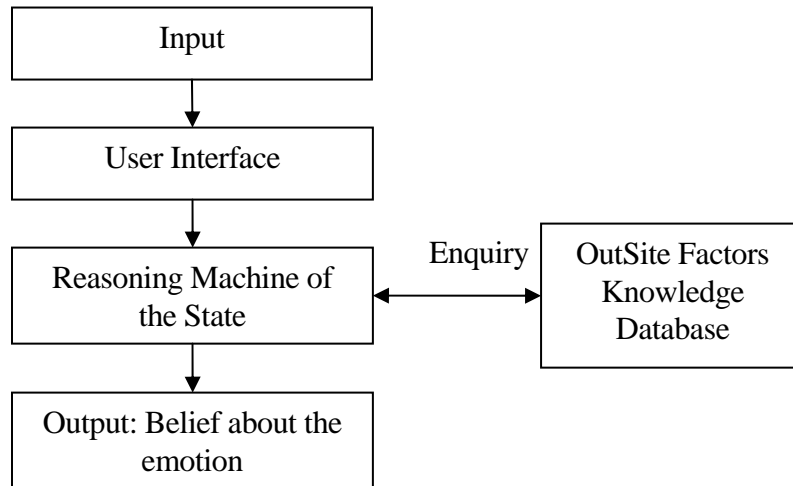 Input
User Interface
Reasoning Machine of
the State
Enquiry
OutSite Factors
Knowledge
Database
Output: Belief about the
emotion